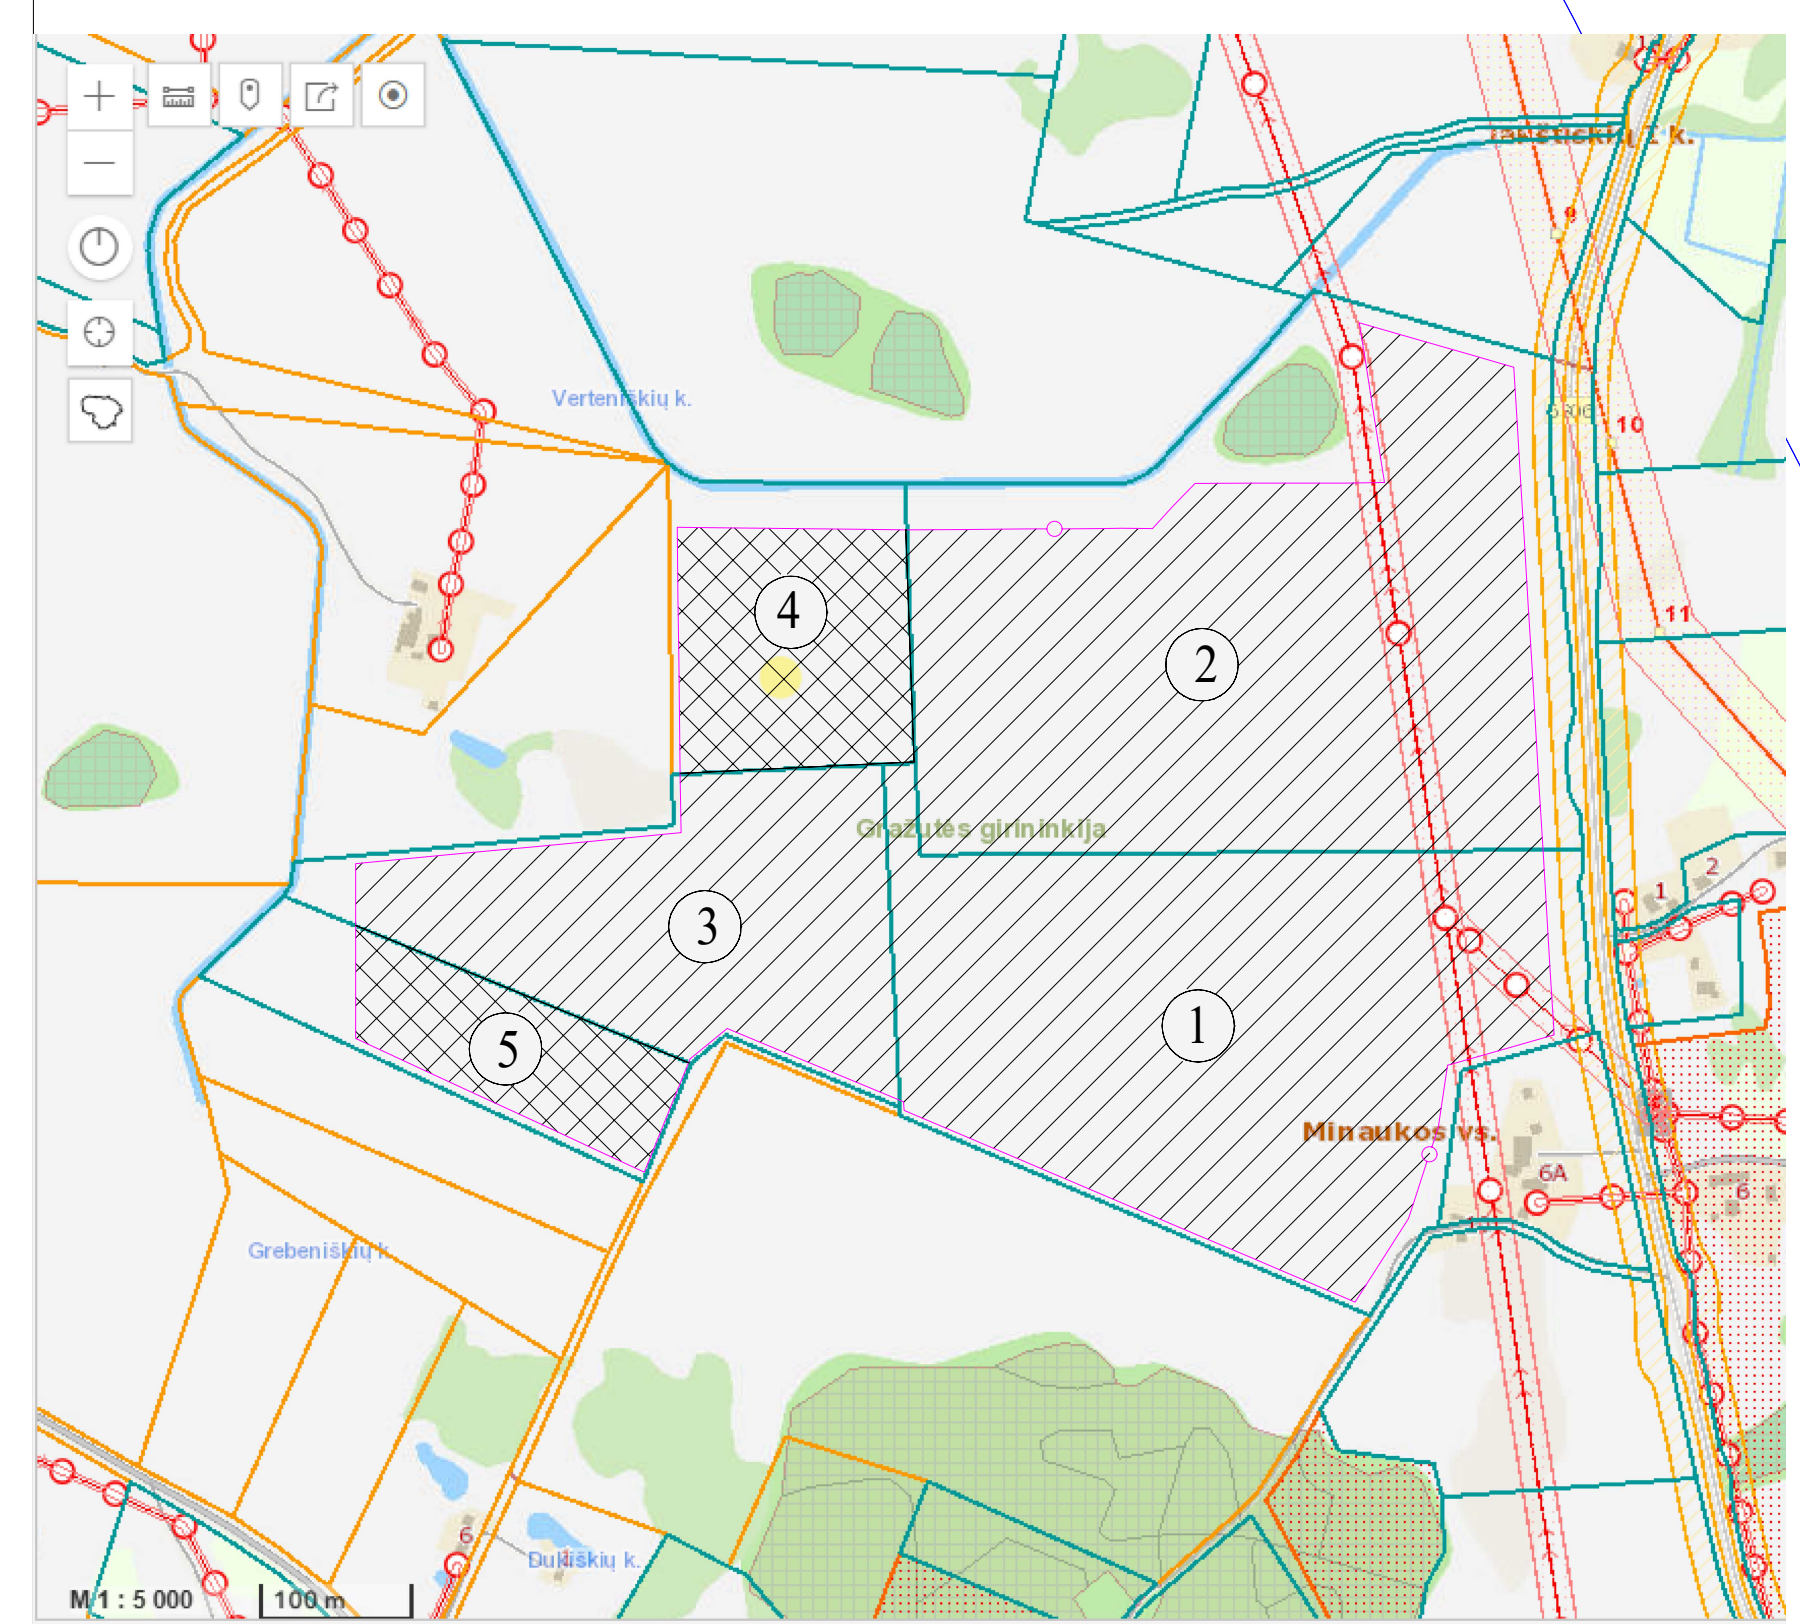 9
Verteniškių k.
10
11
4
2
Gražutės girininkija
2
1
3
1
5
Minaukos vs.
6A
6
Grebeniškių k.
6
Dukiškių k.
M 1 : 5 000
100 m